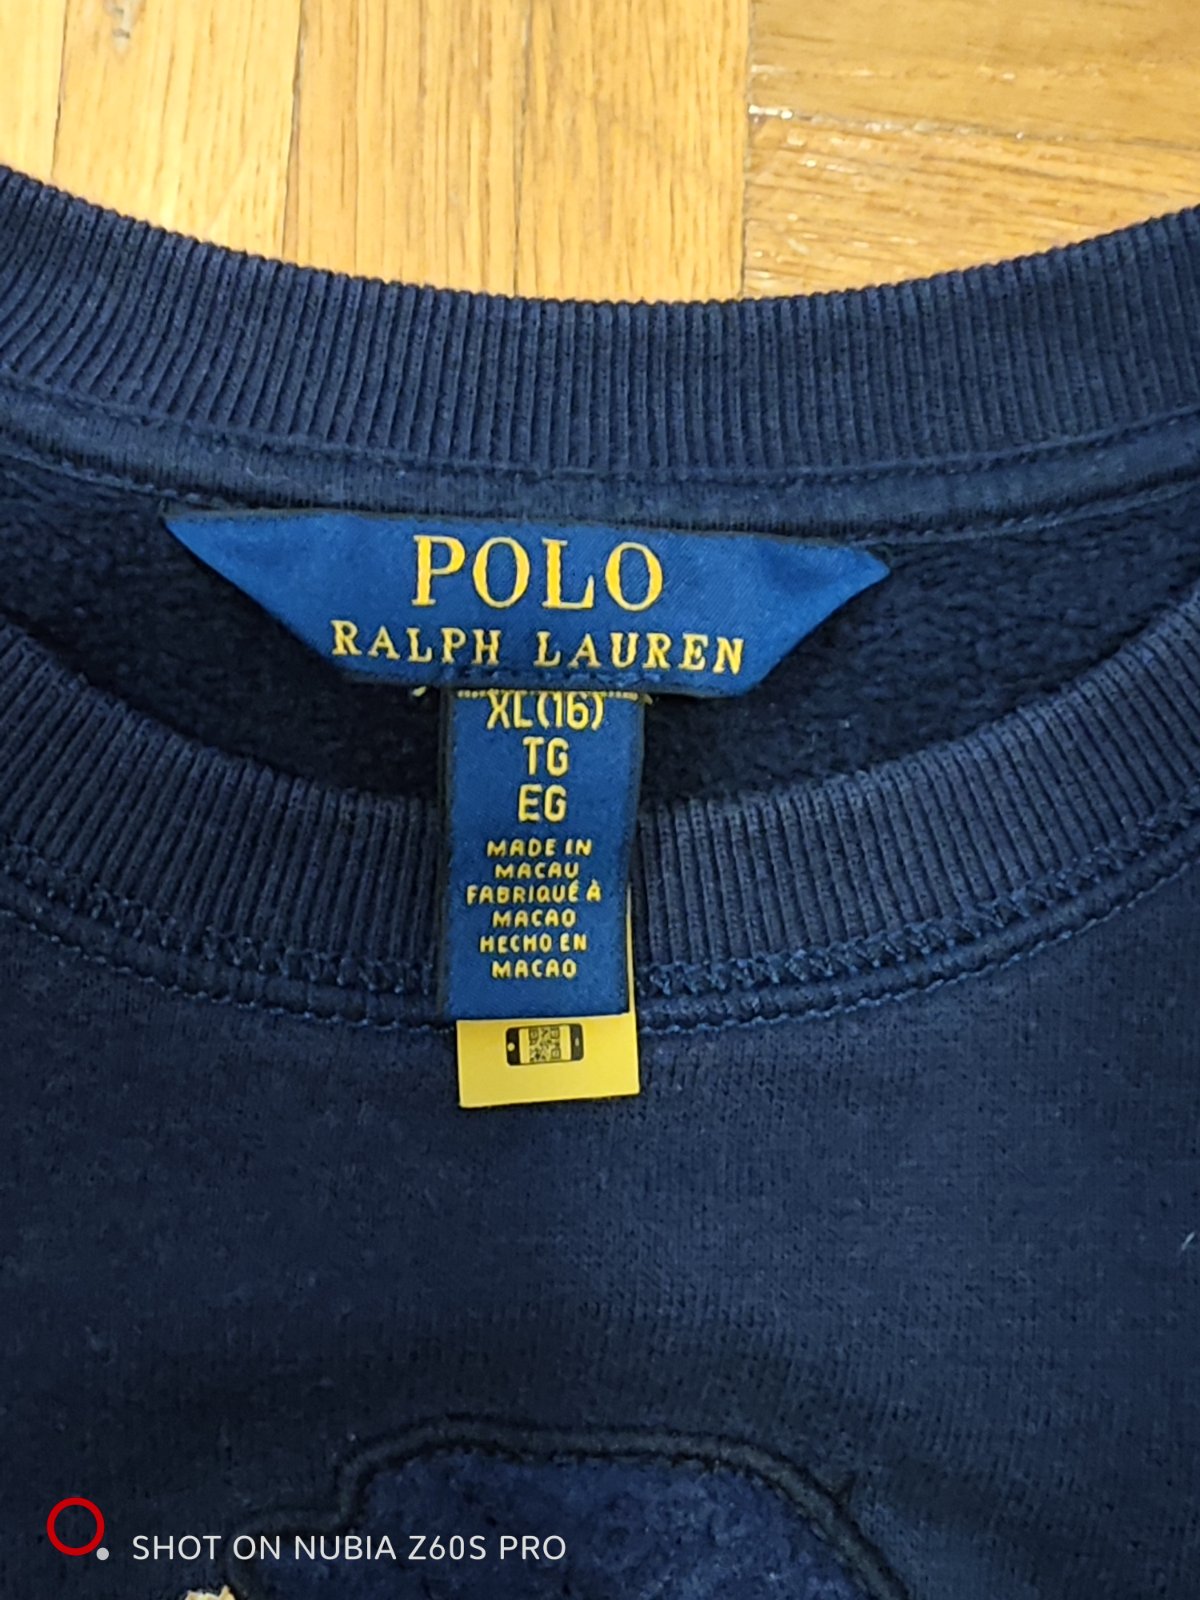 POLO
RALPH LAUREN
XL(16)
TG
EG
MADE IN
MACAU
FABRIQUÉ À
MACAO
HECHO EN
MACAO
SHOT ON NUBIA Z60S PRO